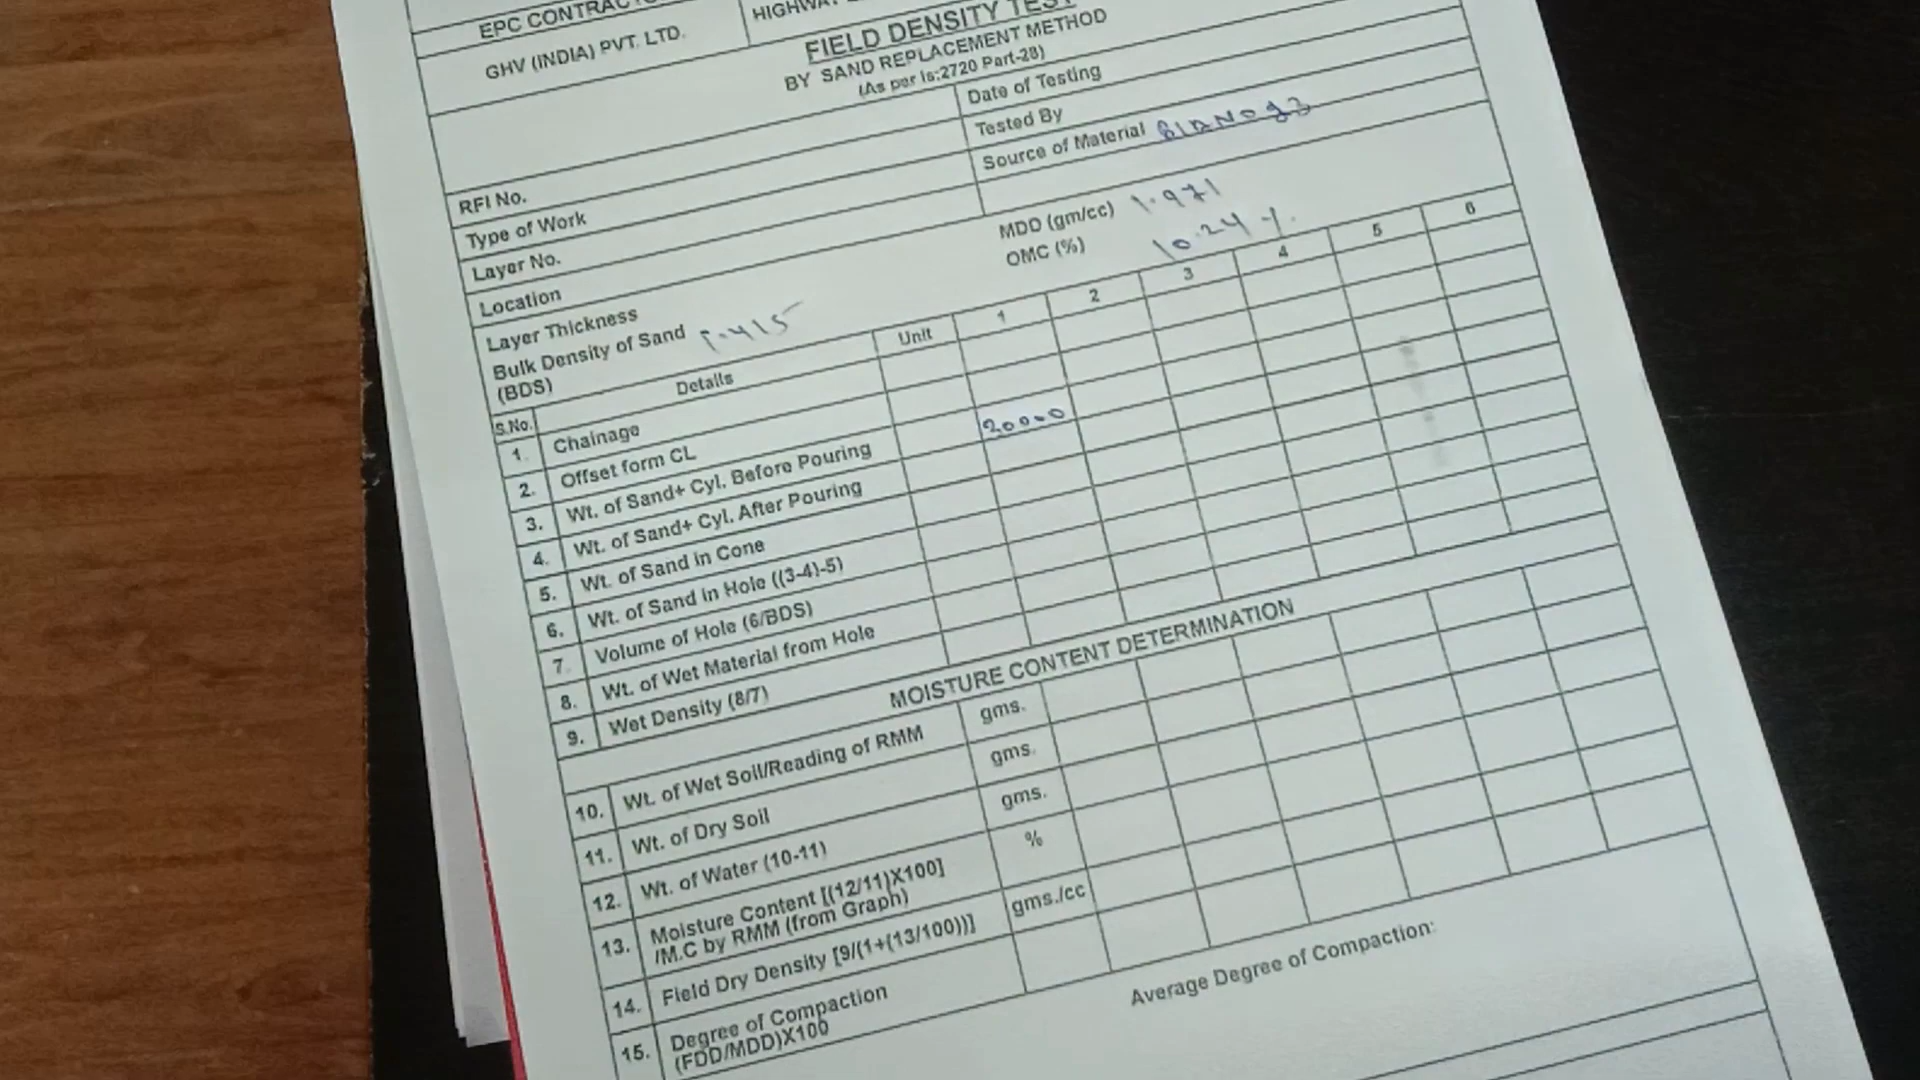 EPC CONTRACTO
GHV (INDIA) PVT. LTD.
FIELD DENSITY TEST
BY SAND REPLACEMENT METHOD
(As per Is:2720 Part-28)
Date of Testing
Tested By
Source of Material
RFI No.
Type of Work
Layer No.
Location
MDD (gm/cc) 1.971
OMC (%) 10.24 %
Layer Thickness
Bulk Density of Sand
(BDS)
S.No. Details Unit 1 2 3 4 5 6
1. Chainage
2. Offset form CL
3. Wt. of Sand+ Cyl. Before Pouring 20000
4. Wt. of Sand+ Cyl. After Pouring
5. Wt. of Sand in Cone
6. Wt. of Sand in Hole ((3-4)-5)
7. Volume of Hole (6/BDS)
8. Wt. of Wet Material from Hole
9. Wet Density (8/7)
MOISTURE CONTENT DETERMINATION
10. Wt. of Wet Soil/Reading of RMM gms.
11. Wt. of Dry Soil gms.
12. Wt. of Water (10-11) gms.
13. Moisture Content [(12/11)X100] %
/M.C by RMM (from Graph)
14. Field Dry Density [9/(1+(13/100))] gms./cc
15. Degree of Compaction
(FDD/MDD)X100
Average Degree of Compaction: